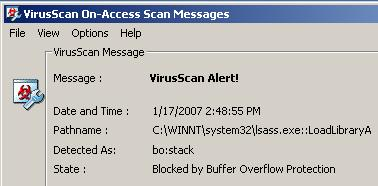 VirusScan On-Access Scan Messages
File View Options Help
VirusScan Message
Message : VirusScan Alert!
Date and Time : 1/17/2007 2:48:55 PM
Pathname : C:\WINNT\system32\lsass.exe::LoadLibraryA
Detected As: bo:stack
State : Blocked by Buffer Overflow Protection